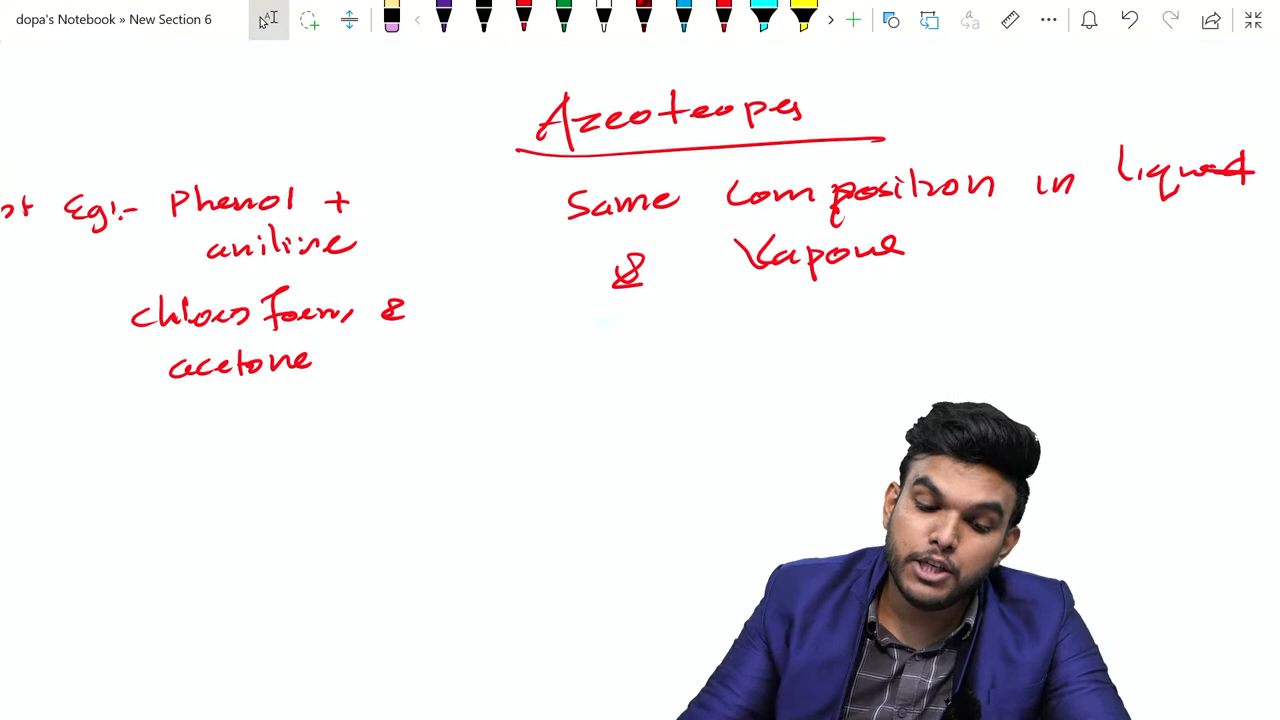 dopa's Notebook » New Section 6
Azeotropes
Same composition in liquid
& Vapour
Eg:- Phenol +
aniline
chloroform &
acetone